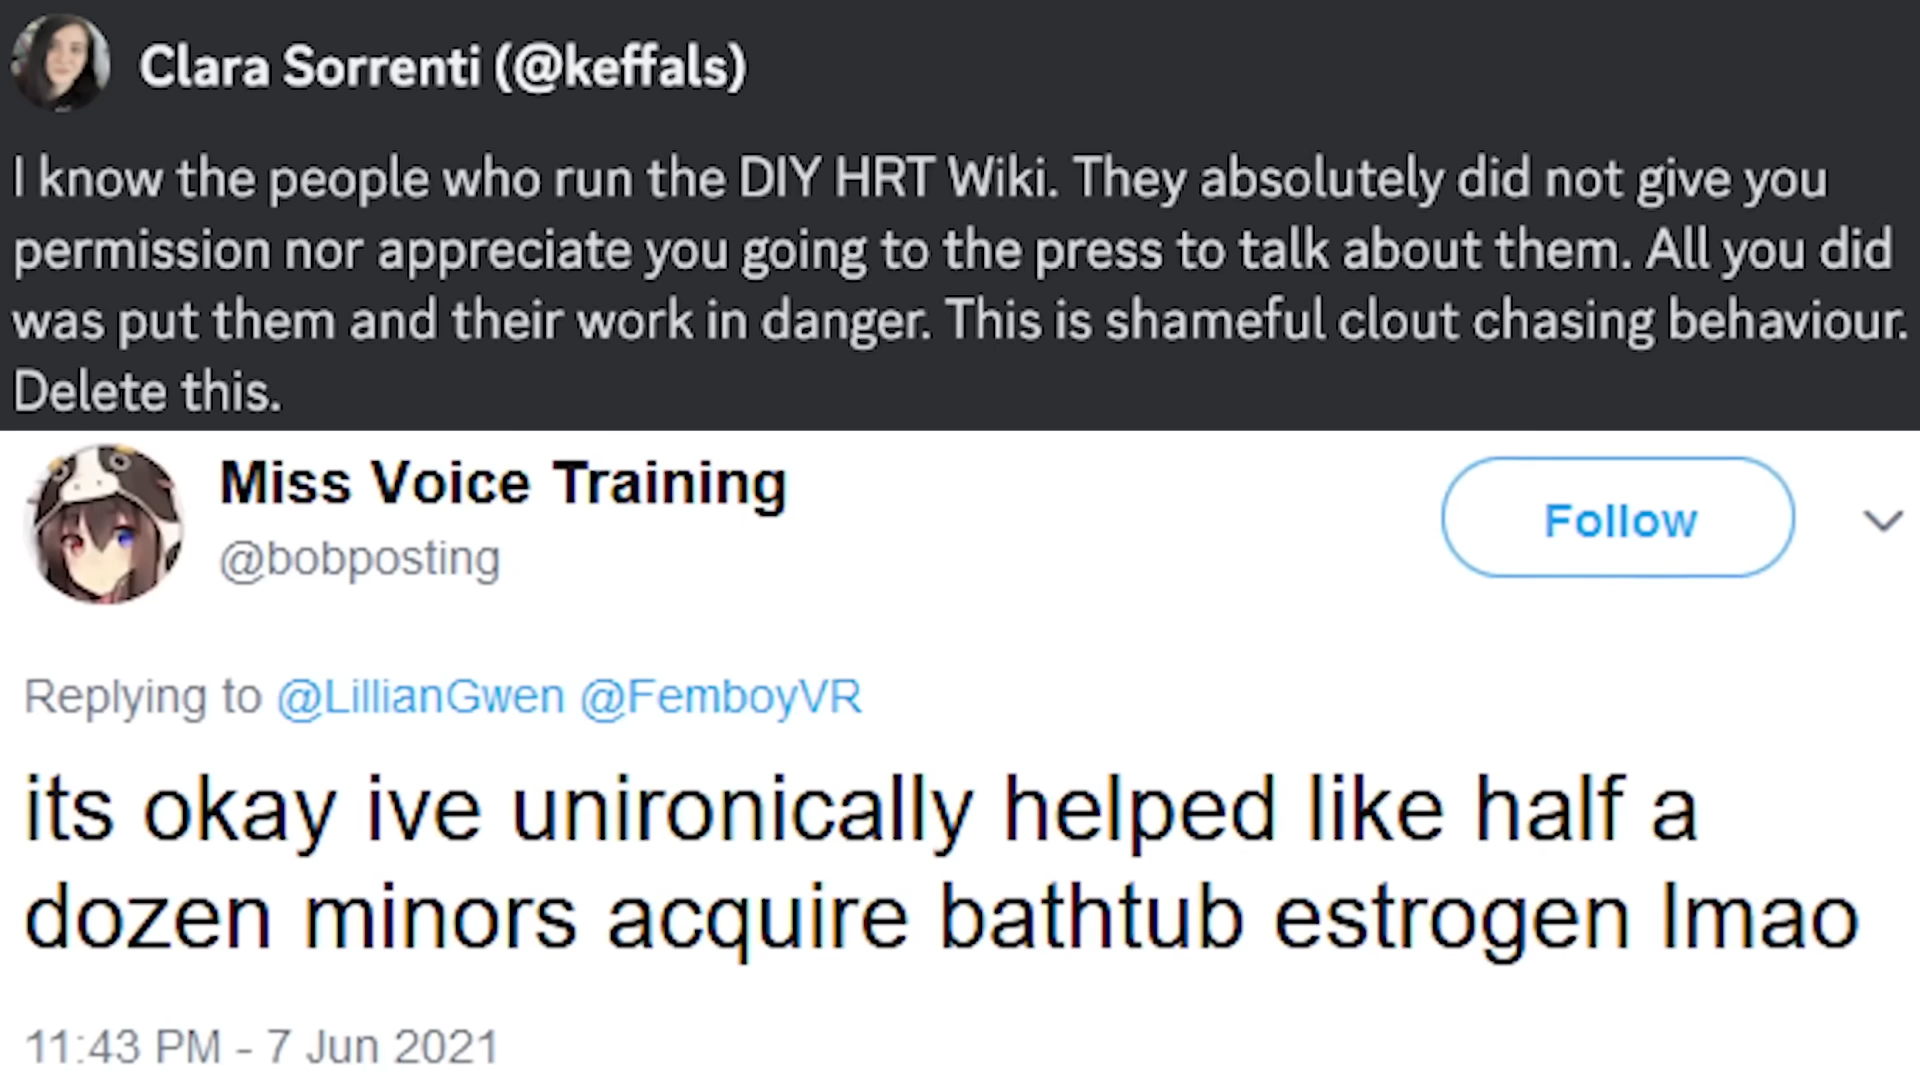 Clara Sorrenti (@keffals)
I know the people who run the DIY HRT Wiki. They absolutely did not give you
permission nor appreciate you going to the press to talk about them. All you did
was put them and their work in danger. This is shameful clout chasing behaviour.
Delete this.
Miss Voice Training
@bobposting
Follow
Replying to @LillianGwen @FemboyVR
its okay ive unironically helped like half a
dozen minors acquire bathtub estrogen lmao
11:43 PM - 7 Jun 2021